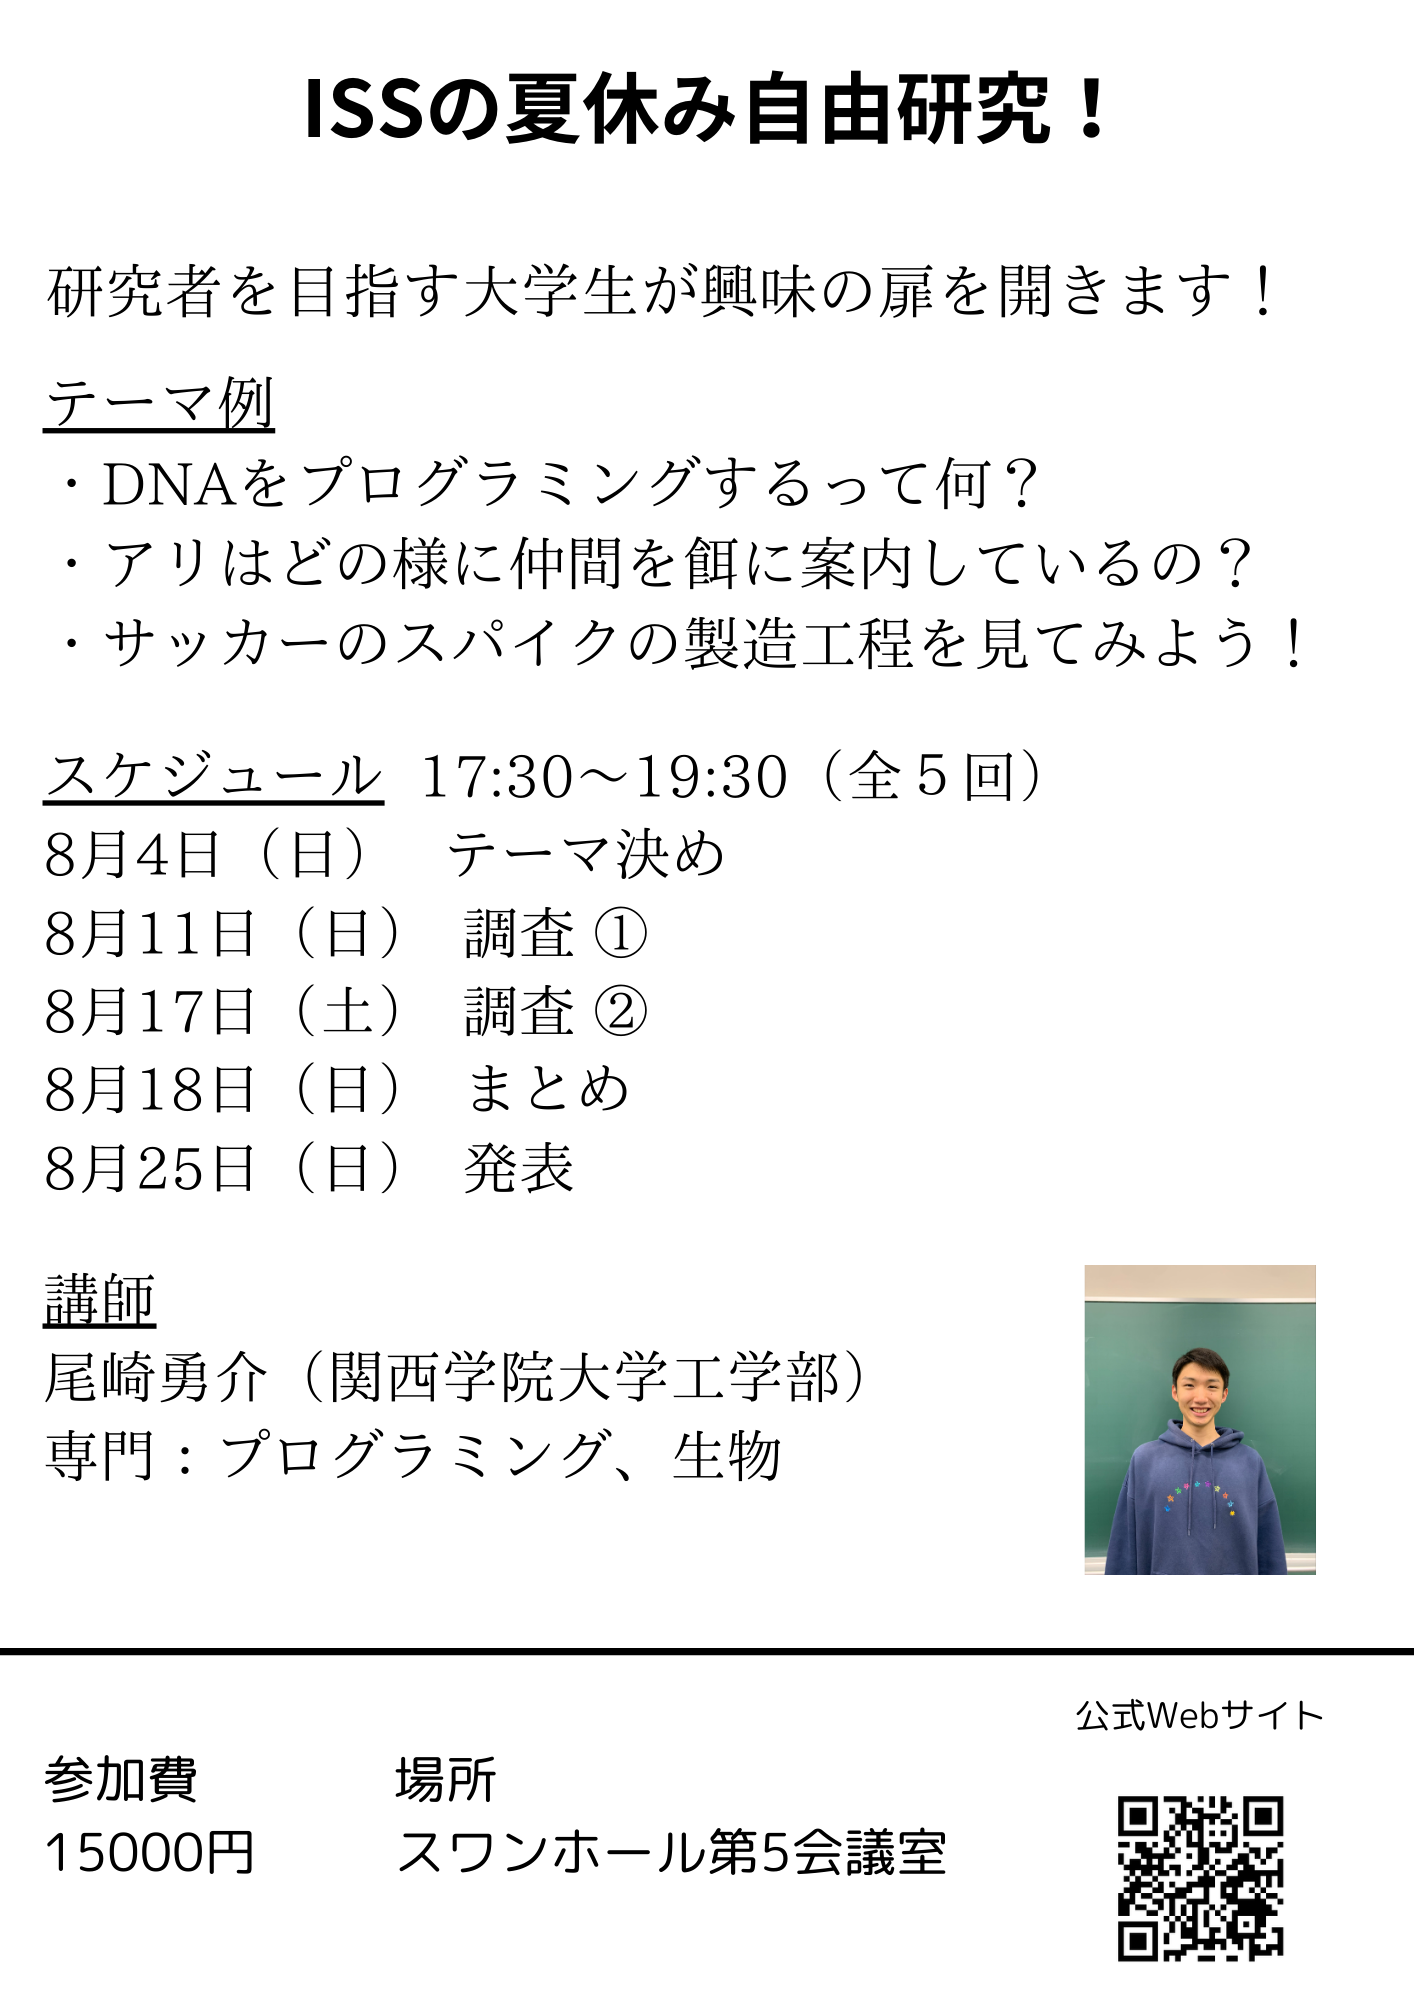 ISSの夏休み自由研究！
研究者を目指す大学生が興味の扉を開きます！
テーマ例
・DNAをプログラミングするって何？
・アリはどの様に仲間を餌に案内しているの？
・サッカーのスパイクの製造工程を見てみよう！
スケジュール 17:30～19:30（全５回）
8月4日（日） テーマ決め
8月11日（日） 調査 ①
8月17日（土） 調査 ②
8月18日（日） まとめ
8月25日（日） 発表
講師
尾崎勇介（関西学院大学工学部）
専門：プログラミング、生物
公式Webサイト
参加費 場所
15000円 スワンホール第5会議室